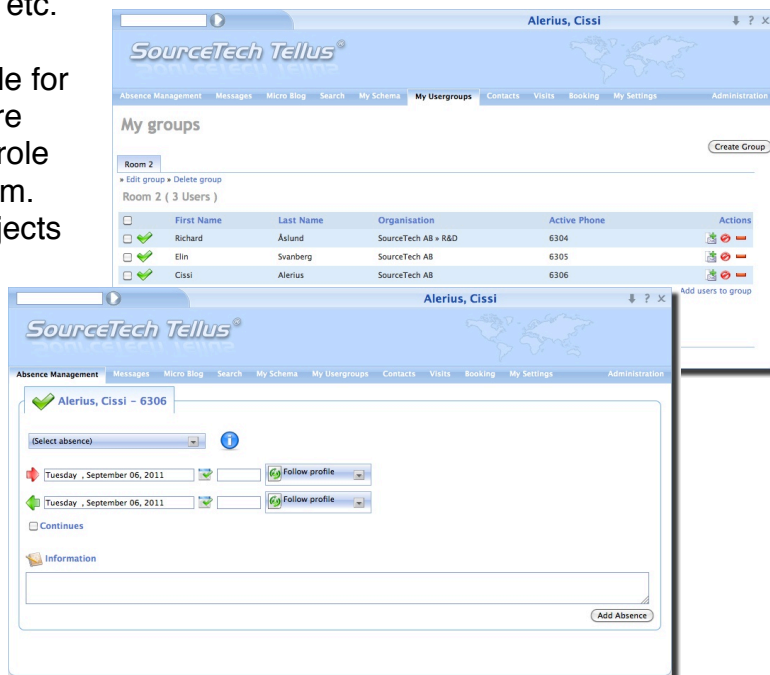 etc.
le for
re
role
m.
jects
Alerius, Cissi ? X
SourceTech Tellus®
Absence Management Messages Micro Blog Search My Schema My Usergroups Contacts Visits Booking My Settings Administration
My groups
Create Group
Room 2
» Edit group » Delete group
Room 2 ( 3 Users )
First Name Last Name Organisation Active Phone Actions
Richard Åslund SourceTech AB » R&D 6304
Elin Svanberg SourceTech AB 6305
Cissi Alerius SourceTech AB 6306
Add users to group
Alerius, Cissi ? X
SourceTech Tellus®
Absence Management Messages Micro Blog Search My Schema My Usergroups Contacts Visits Booking My Settings Administration
Alerius, Cissi – 6306
(Select absence)
Tuesday , September 06, 2011 Follow profile
Tuesday , September 06, 2011 Follow profile
Continues
Information
Add Absence